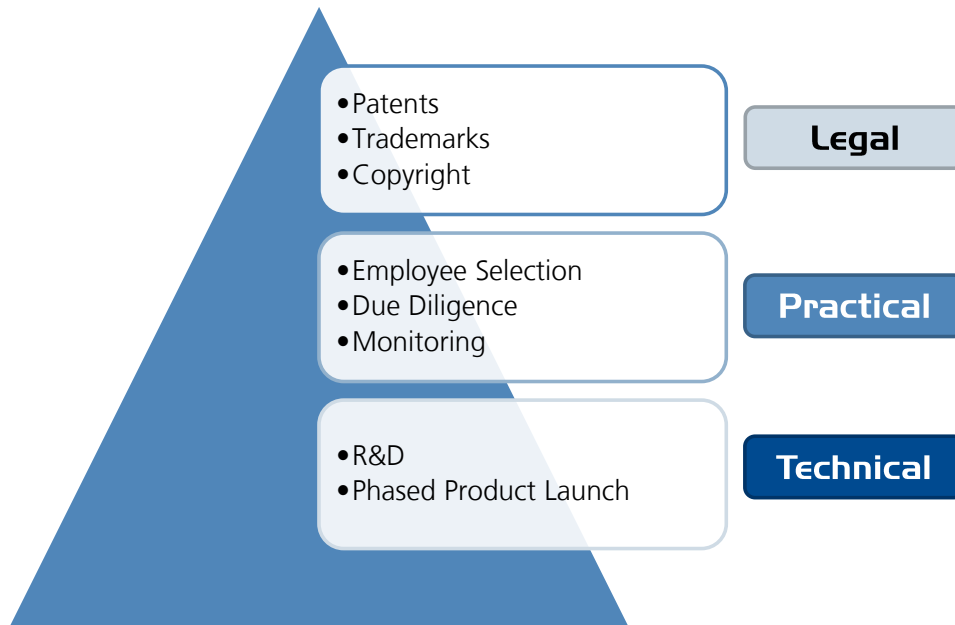 •Patents
•Trademarks
•Copyright
Legal
•Employee Selection
•Due Diligence
•Monitoring
Practical
•R&D
•Phased Product Launch
Technical